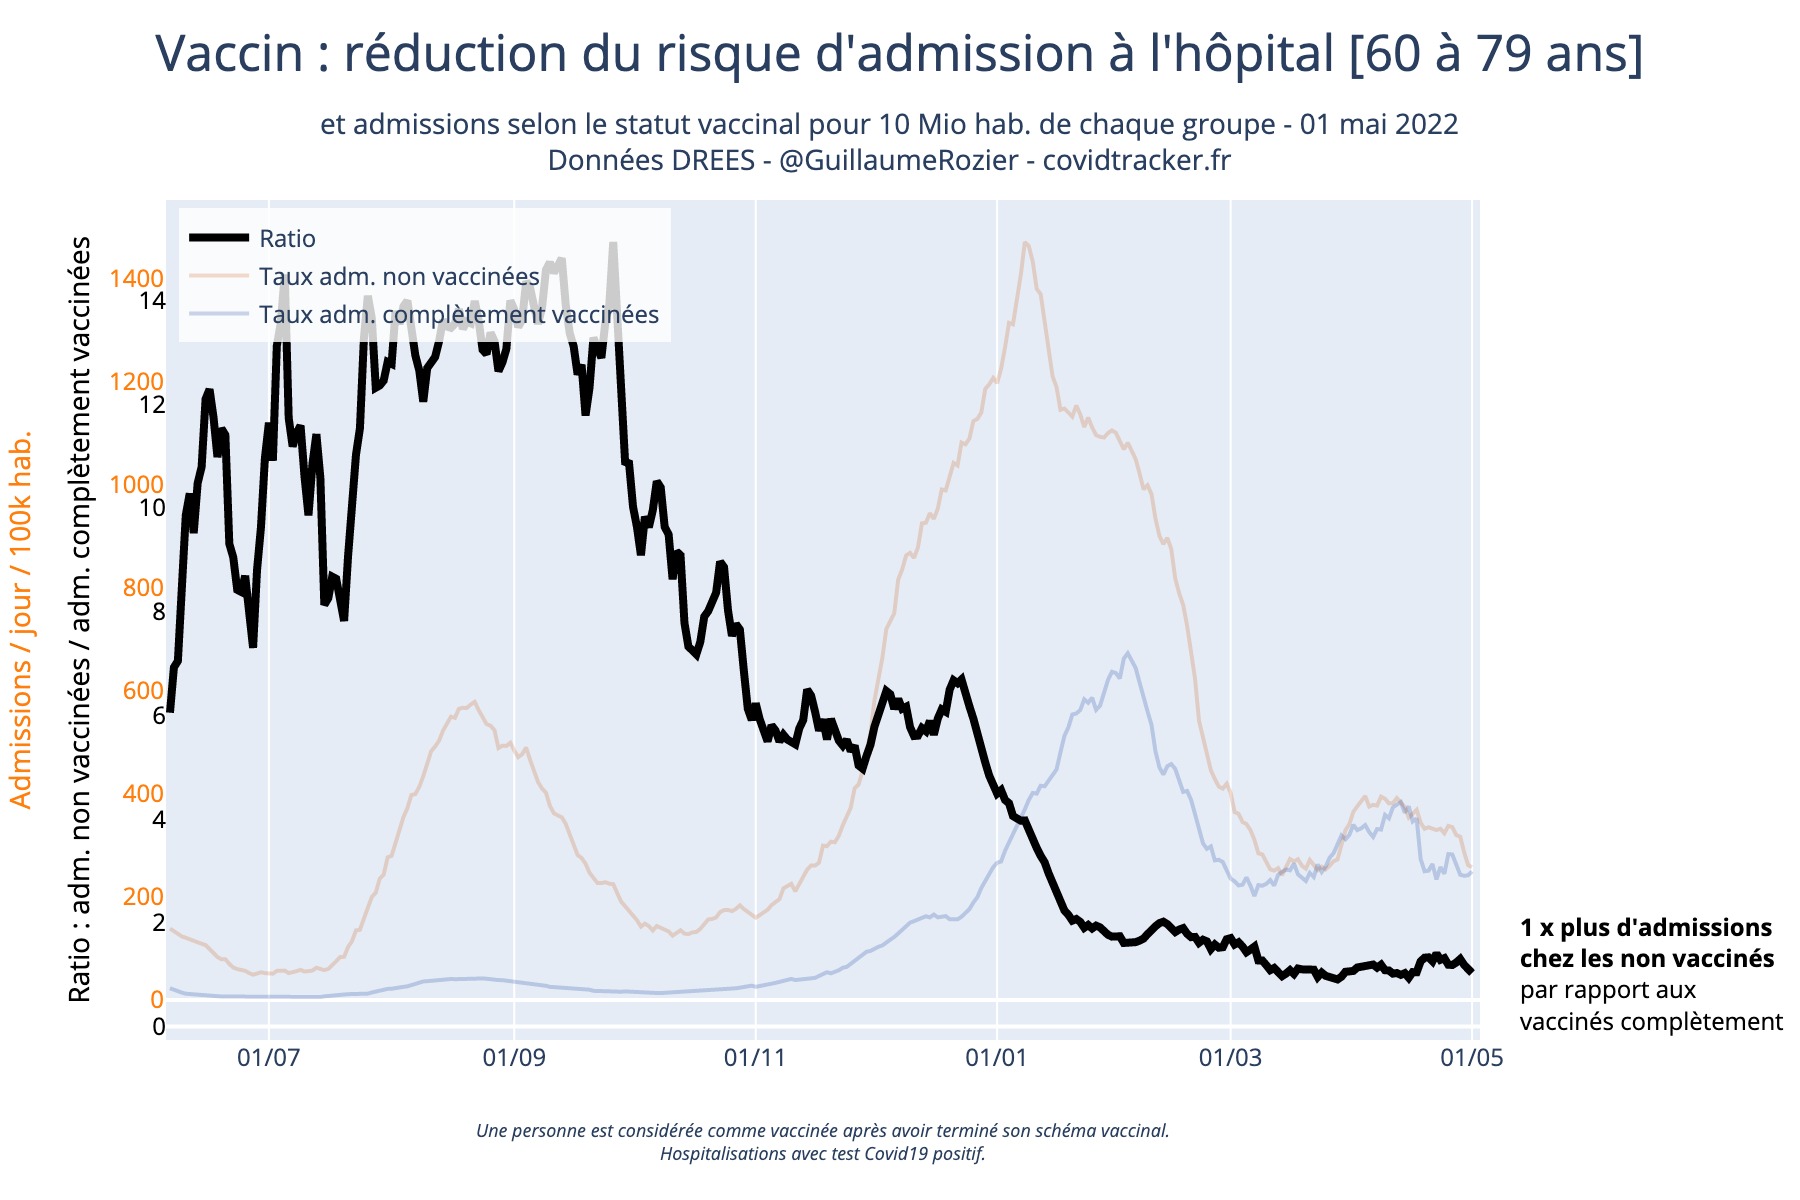 Vaccin : réduction du risque d'admission à l'hôpital [60 à 79 ans]
et admissions selon le statut vaccinal pour 10 Mio hab. de chaque groupe - 01 mai 2022
Données DREES - @GuillaumeRozier - covidtracker.fr
Admissions / jour / 100k hab.
Ratio : adm. non vaccinées / adm. complètement vaccinées
Ratio
Taux adm. non vaccinées
Taux adm. complètement vaccinées
1400
14
1200
12
1000
10
800
8
600
6
400
4
200
2
0
0
01/07
01/09
01/11
01/01
01/03
01/05
1 x plus d'admissions
chez les non vaccinés
par rapport aux
vaccinés complètement
Une personne est considérée comme vaccinée après avoir terminé son schéma vaccinal.
Hospitalisations avec test Covid19 positif.